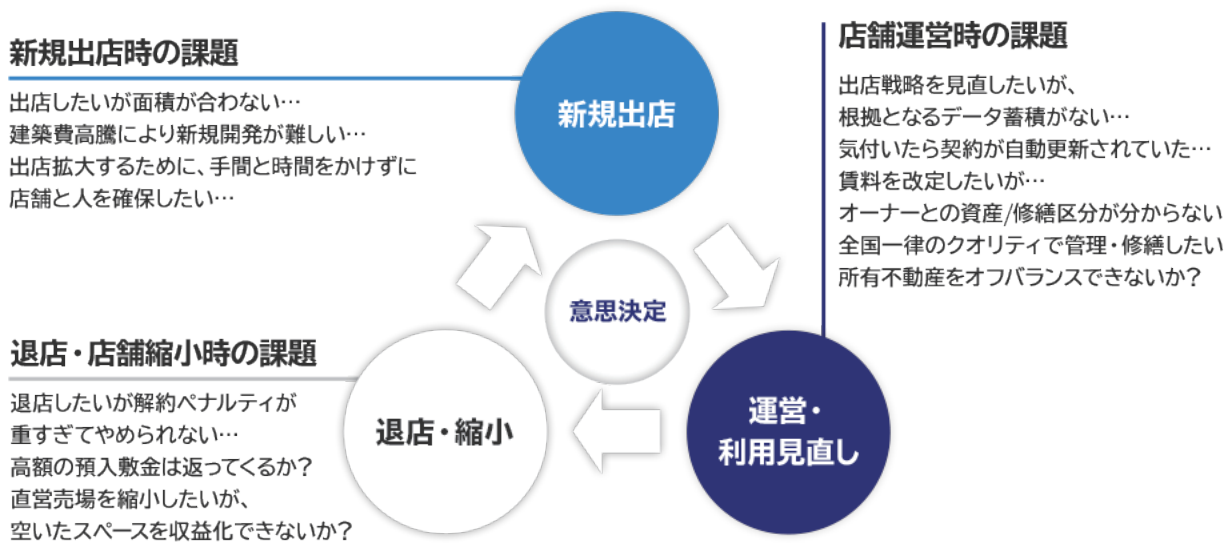 新規出店時の課題
出店したいが面積が合わない…
建築費高騰により新規開発が難しい…
出店拡大するために、手間と時間をかけずに
店舗と人を確保したい…
新規出店
店舗運営時の課題
出店戦略を見直したいが、
根拠となるデータ蓄積がない…
気付いたら契約が自動更新されていた…
賃料を改定したいが…
オーナーとの資産/修繕区分が分からない
全国一律のクオリティで管理・修繕したい
所有不動産をオフバランスできないか?
意思決定
退店・店舗縮小時の課題
退店したいが解約ペナルティが
重すぎてやめられない…
高額の預入敷金は返ってくるか?
直営売場を縮小したいが、
空いたスペースを収益化できないか?
退店・縮小
運営・
利用見直し